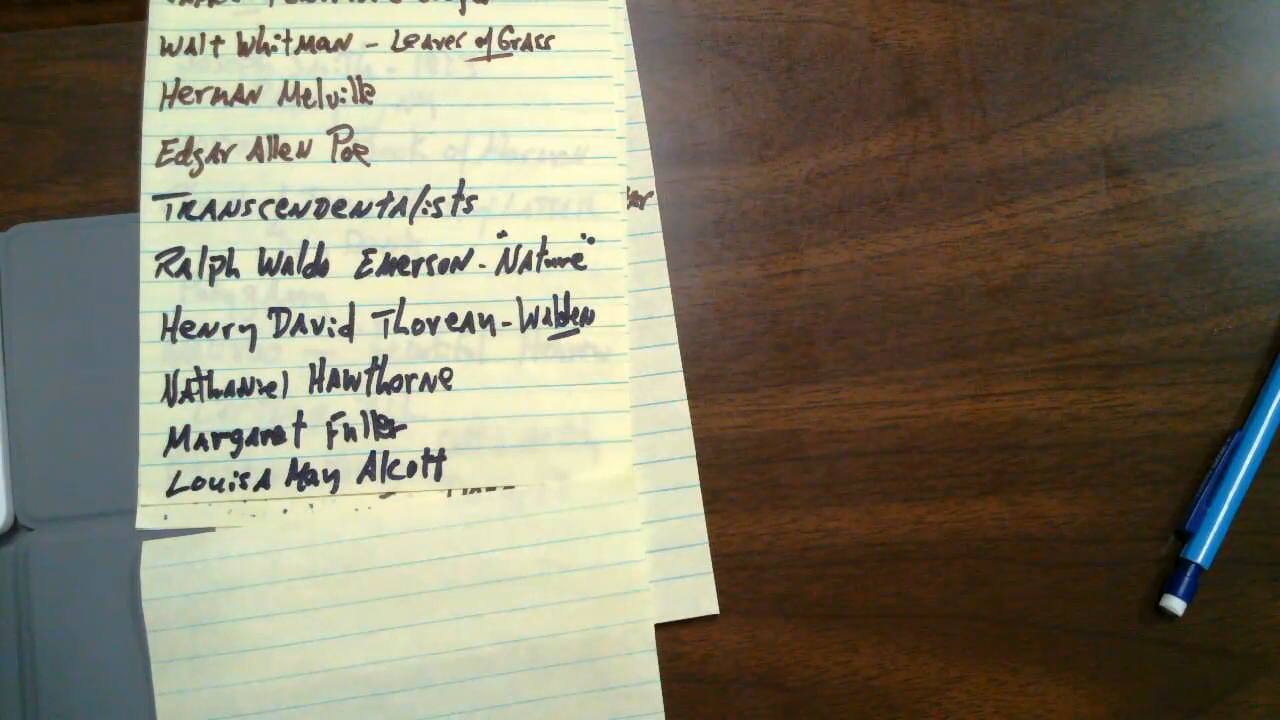 Walt Whitman - Leaves of Grass
Herman Melville
Edgar Allen Poe
Transcendentalists
Ralph Waldo Emerson - "Nature"
Henry David Thoreau - Walden
Nathaniel Hawthorne
Margaret Fuller
Louisa May Alcott